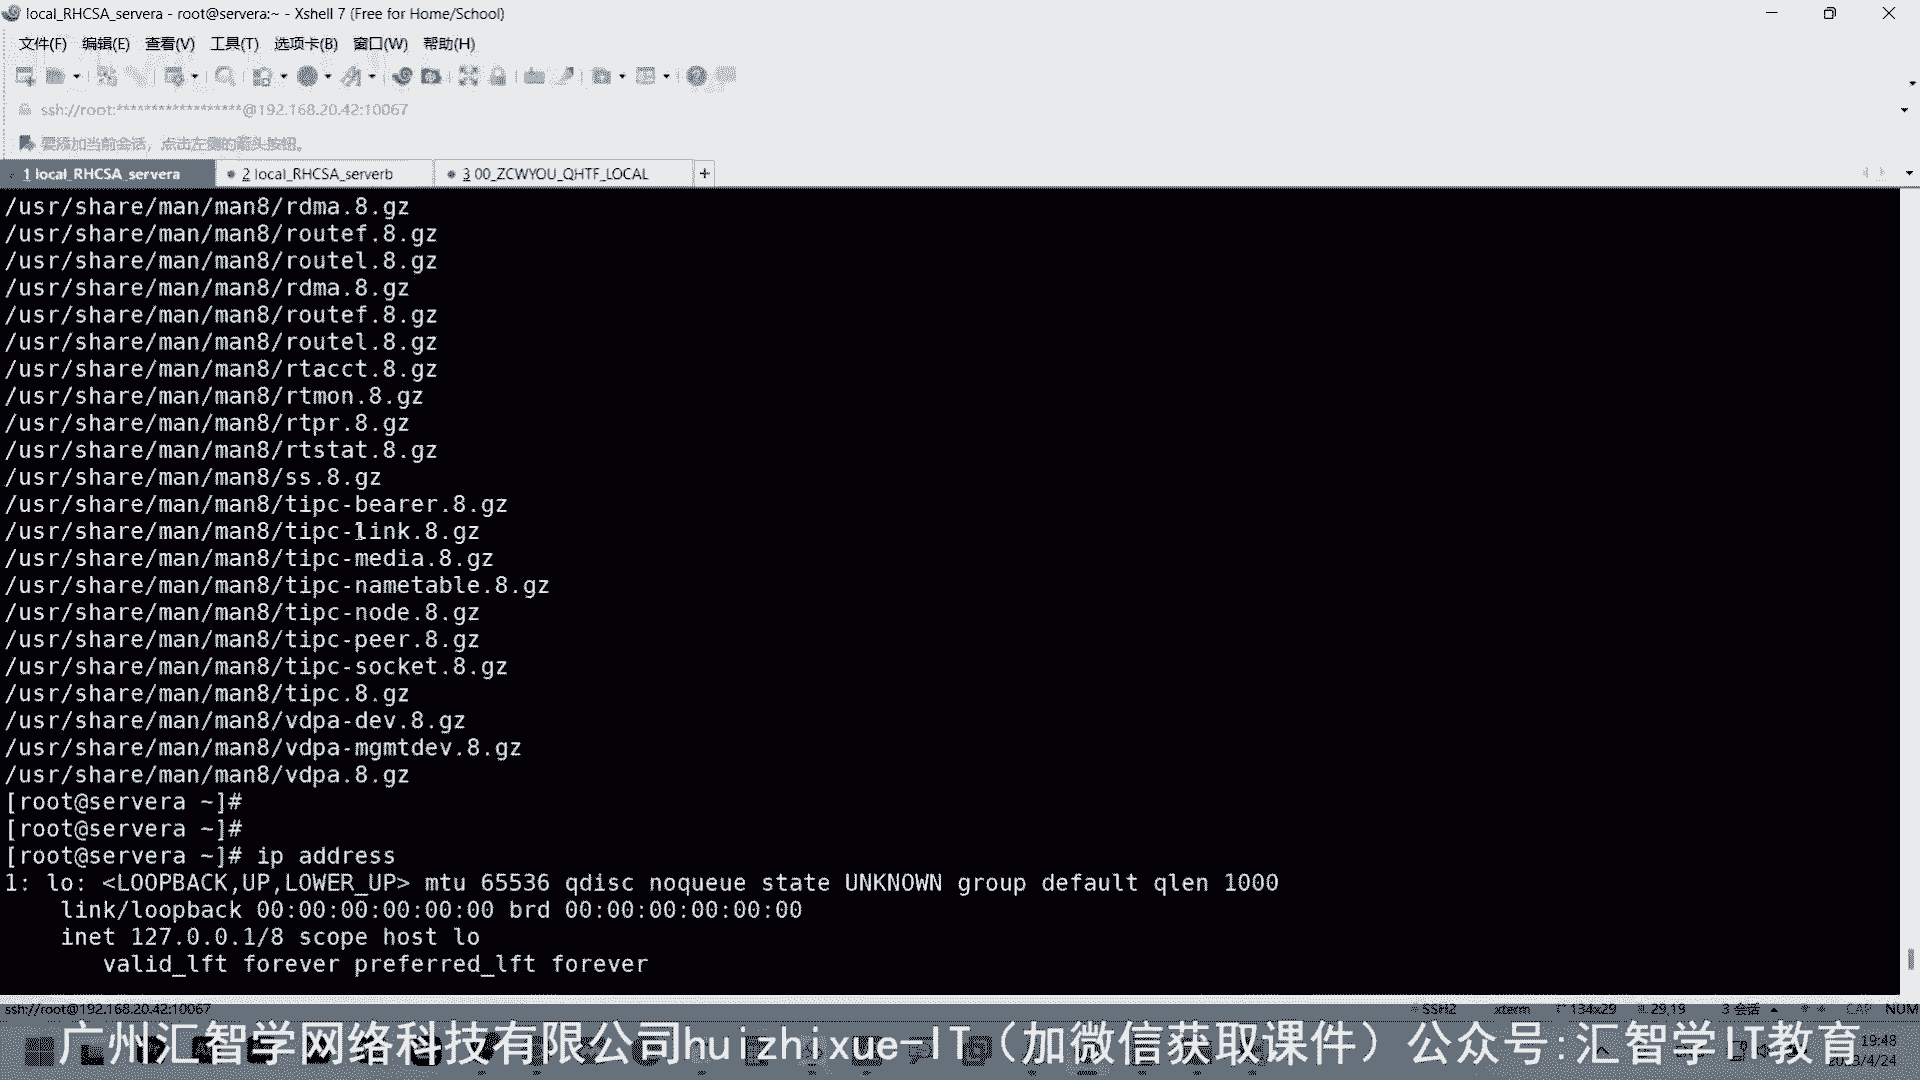 local_RHCSA_servera - root@servera:~ - Xshell 7 (Free for Home/School)
文件(F) 编辑(E) 查看(V) 工具(T) 选项卡(B) 窗口(W) 帮助(H)
ssh://root:******************@192.168.20.42:10067
要添加当前会话，点击左侧的箭头按钮。
1 local_RHCSA_servera 2 local_RHCSA_serverb 3 00_ZCWYOU_QHTF_LOCAL +
/usr/share/man/man8/rdma.8.gz
/usr/share/man/man8/routef.8.gz
/usr/share/man/man8/routel.8.gz
/usr/share/man/man8/rdma.8.gz
/usr/share/man/man8/routef.8.gz
/usr/share/man/man8/routel.8.gz
/usr/share/man/man8/rtacct.8.gz
/usr/share/man/man8/rtmon.8.gz
/usr/share/man/man8/rtpr.8.gz
/usr/share/man/man8/rtstat.8.gz
/usr/share/man/man8/ss.8.gz
/usr/share/man/man8/tipc-bearer.8.gz
/usr/share/man/man8/tipc-link.8.gz
/usr/share/man/man8/tipc-media.8.gz
/usr/share/man/man8/tipc-nametable.8.gz
/usr/share/man/man8/tipc-node.8.gz
/usr/share/man/man8/tipc-peer.8.gz
/usr/share/man/man8/tipc-socket.8.gz
/usr/share/man/man8/tipc.8.gz
/usr/share/man/man8/vdpa-dev.8.gz
/usr/share/man/man8/vdpa-mgmtdev.8.gz
/usr/share/man/man8/vdpa.8.gz
[root@servera ~]#
[root@servera ~]#
[root@servera ~]# ip address
1: lo: <LOOPBACK,UP,LOWER_UP> mtu 65536 qdisc noqueue state UNKNOWN group default qlen 1000
link/loopback 00:00:00:00:00:00 brd 00:00:00:00:00:00
inet 127.0.0.1/8 scope host lo
valid_lft forever preferred_lft forever
ssh://root@192.168.20.42:10067 SSH2 xterm 134x29 29,19 3 会话 CAP NUM
广州汇智学网络科技有限公司huizhixue-IT（加微信获取课件）公众号:汇智学IT教育
19:48
2023/4/24